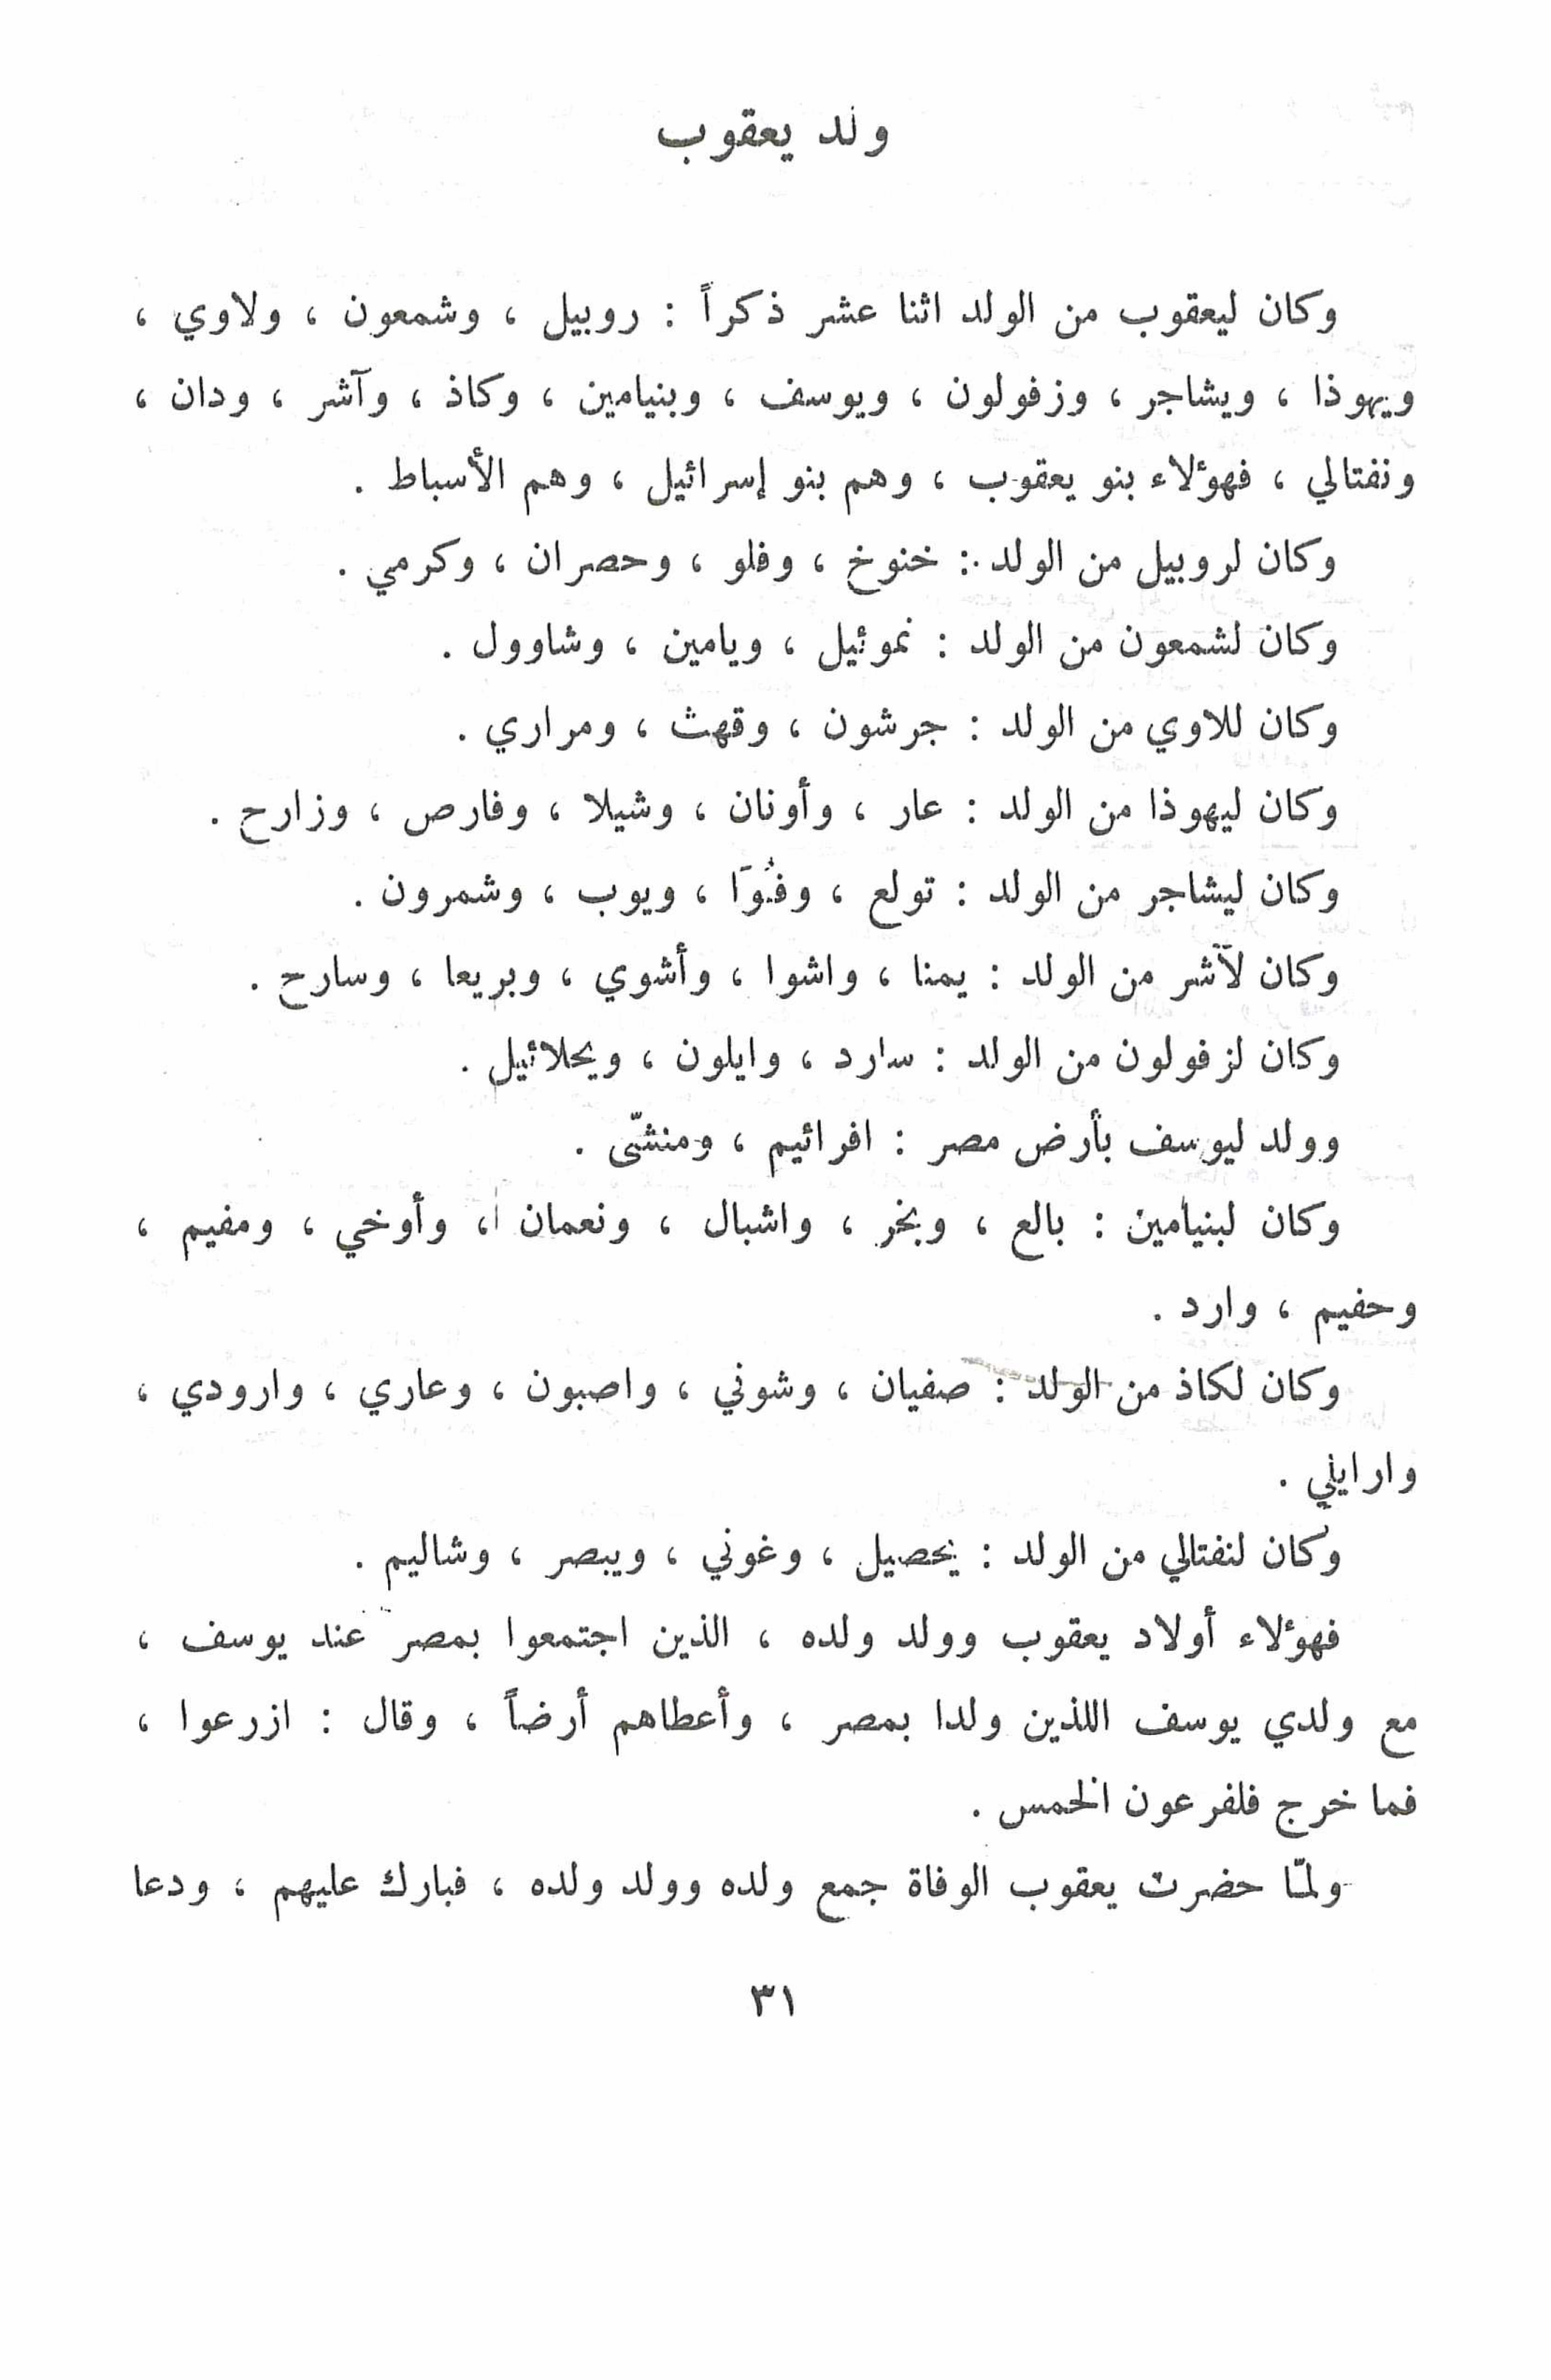 ولد يعقوب
وكان ليعقوب من الولد اثنا عشر ذكراً : روبيل ، وشمعون ، ولاوي ،
ويهوذا ، ويشاجر ، وزفولون ، ويوسف ، وبنيامين ، وكاذ ، وآشر ، ودان ،
ونفتالي ، فهؤلاء بنو يعقوب ، وهم بنو إسرائيل ، وهم الأسباط .
وكان لروبيل من الولد : خنوخ ، وفلو ، وحصران ، وكرمي .
وكان لشمعون من الولد : نموئيل ، ويامين ، وشاوول .
وكان للاوي من الولد : جرشون ، وقهث ، ومراري .
وكان ليهوذا من الولد : عار ، وأونان ، وشيلا ، وفارص ، وزارح .
وكان ليشاجر من الولد : تولع ، وفُوَا ، ويوب ، وشمرون .
وكان لآشر من الولد : يمنا ، واشوا ، وأشوي ، وبريعا ، وسارح .
وكان لزفولون من الولد : سارد ، وايلون ، ويحلائيل .
وولد ليوسف بأرض مصر : افرائيم ، ومنشّى .
وكان لبنيامين : بالع ، وبخر ، واشبال ، ونعمان ، وأوخي ، ومفيم ،
وحفيم ، وارد .
وكان لكاذ من الولد : صفيان ، وشوني ، واصبون ، وعاري ، وارودي ،
وارايلي .
وكان لنفتالي من الولد : يحصيل ، وغوني ، ويبصر ، وشاليم .
فهؤلاء أولاد يعقوب وولد ولده ، الذين اجتمعوا بمصر عند يوسف ،
مع ولدي يوسف اللذين ولدا بمصر ، وأعطاهم أرضاً ، وقال : ازرعوا ،
فما خرج فلفرعون الخمس .
ولمّا حضرت يعقوب الوفاة جمع ولده وولد ولده ، فبارك عليهم ، ودعا
٣١